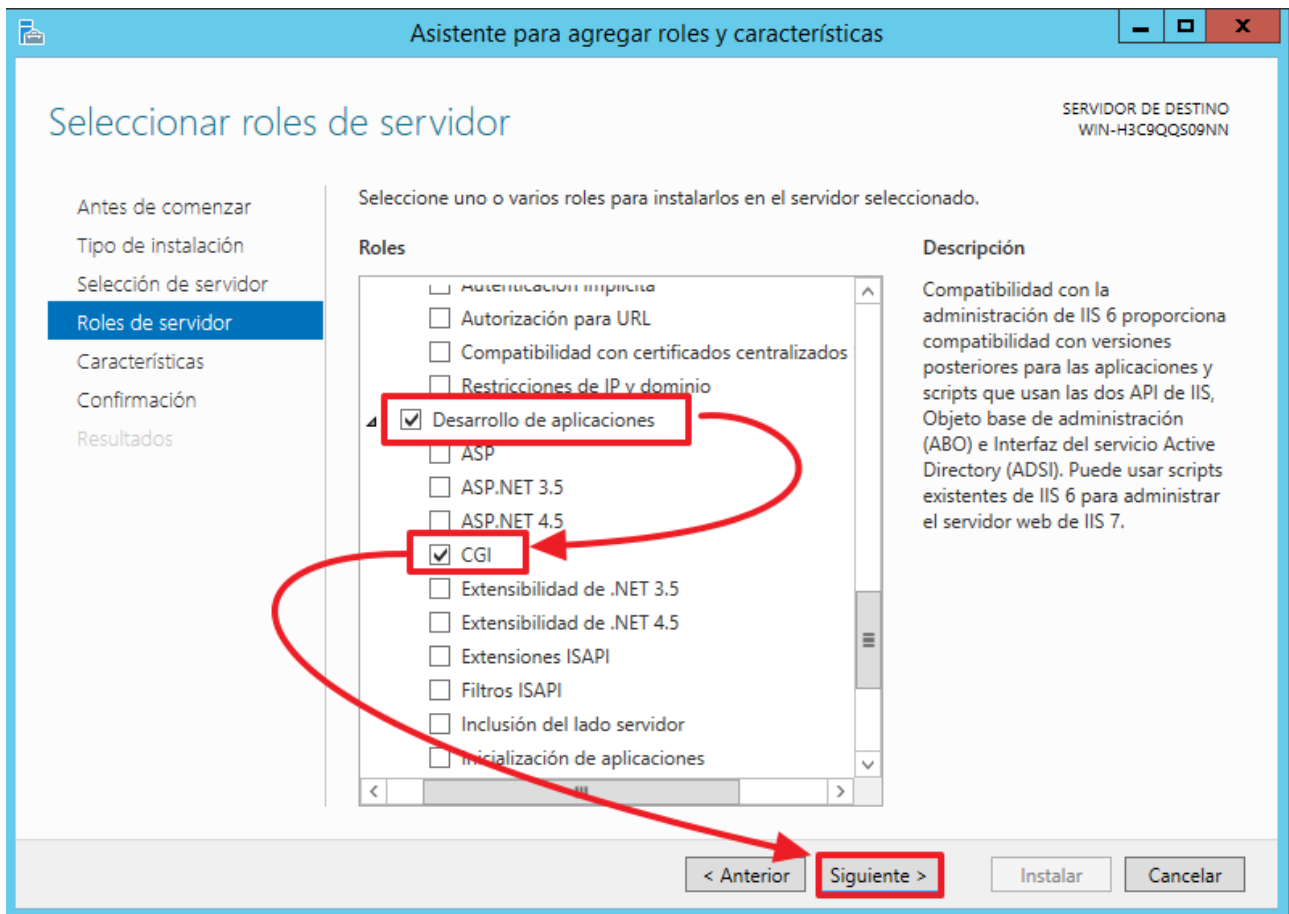 Asistente para agregar roles y características
Seleccionar roles de servidor
SERVIDOR DE DESTINO
WIN-H3C9QQS09NN
Antes de comenzar
Tipo de instalación
Selección de servidor
Roles de servidor
Características
Confirmación
Resultados
Seleccione uno o varios roles para instalarlos en el servidor seleccionado.
Roles
Autenticación implícita
Autorización para URL
Compatibilidad con certificados centralizados
Restricciones de IP y dominio
Desarrollo de aplicaciones
ASP
ASP.NET 3.5
ASP.NET 4.5
CGI
Extensibilidad de .NET 3.5
Extensibilidad de .NET 4.5
Extensiones ISAPI
Filtros ISAPI
Inclusión del lado servidor
Inicialización de aplicaciones
Descripción
Compatibilidad con la
administración de IIS 6 proporciona
compatibilidad con versiones
posteriores para las aplicaciones y
scripts que usan las dos API de IIS,
Objeto base de administración
(ABO) e Interfaz del servicio Active
Directory (ADSI). Puede usar scripts
existentes de IIS 6 para administrar
el servidor web de IIS 7.
< Anterior
Siguiente >
Instalar
Cancelar